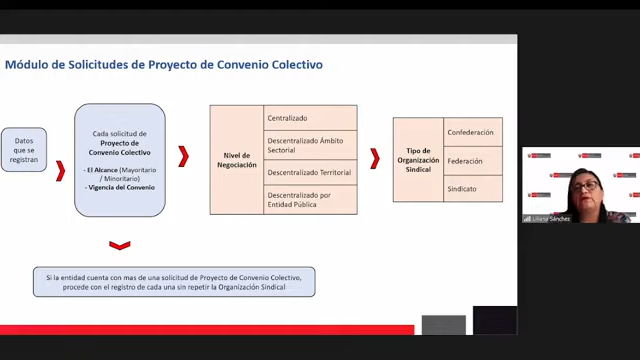 Módulo de Solicitudes de Proyecto de Convenio Colectivo
Datos
que se
registran
Cada solicitud de
Proyecto de
Convenio Colectivo
- El Alcance (Mayoritario
/ Minoritario)
- Vigencia del Convenio
Nivel de
Negociación
Centralizado
Descentralizado Ámbito
Sectorial
Descentralizado Territorial
Descentralizado por
Entidad Pública
Tipo de
Organización
Sindical
Confederación
Federación
Sindicato
Si la entidad cuenta con mas de una solicitud de Proyecto de Convenio Colectivo,
procede con el registro de cada una sin repetir la Organización Sindical
Liliana Sánchez